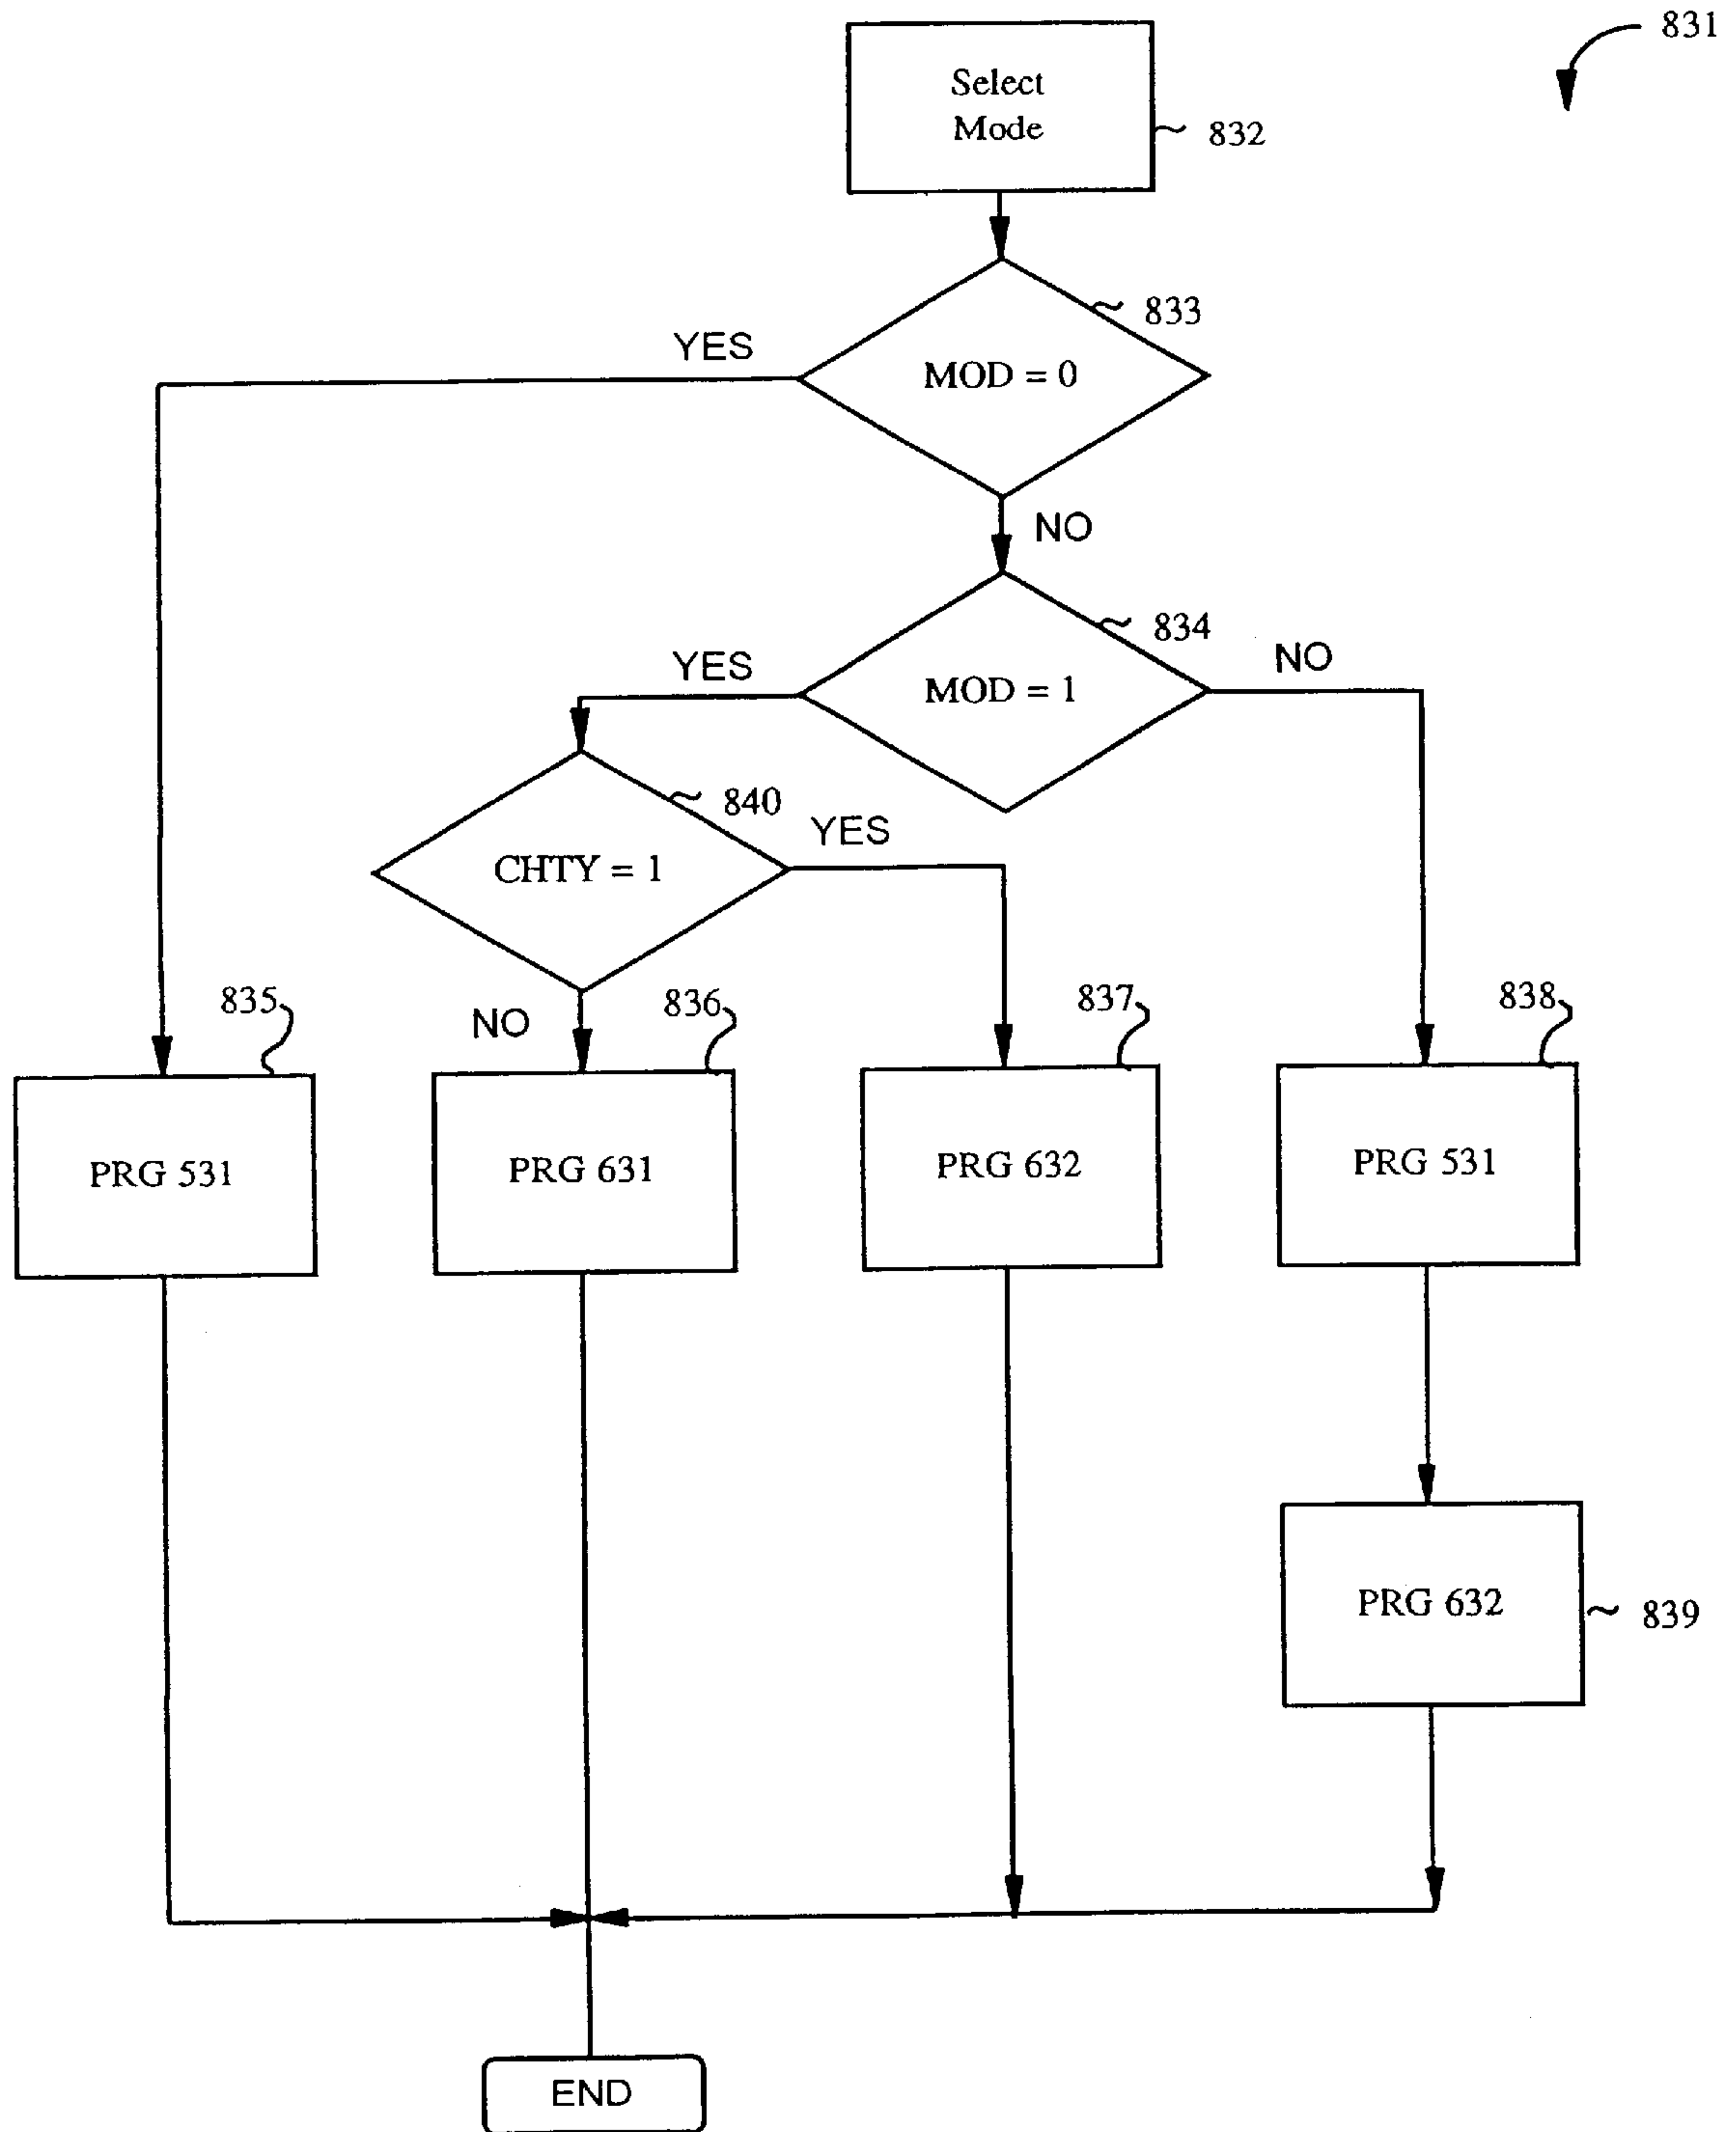 831
Select
Mode
832
833
YES
MOD = 0
NO
834
YES
NO
MOD = 1
840
YES
CHTY = 1
835
836
837
838
NO
PRG 531
PRG 631
PRG 632
PRG 531
PRG 632
839
END